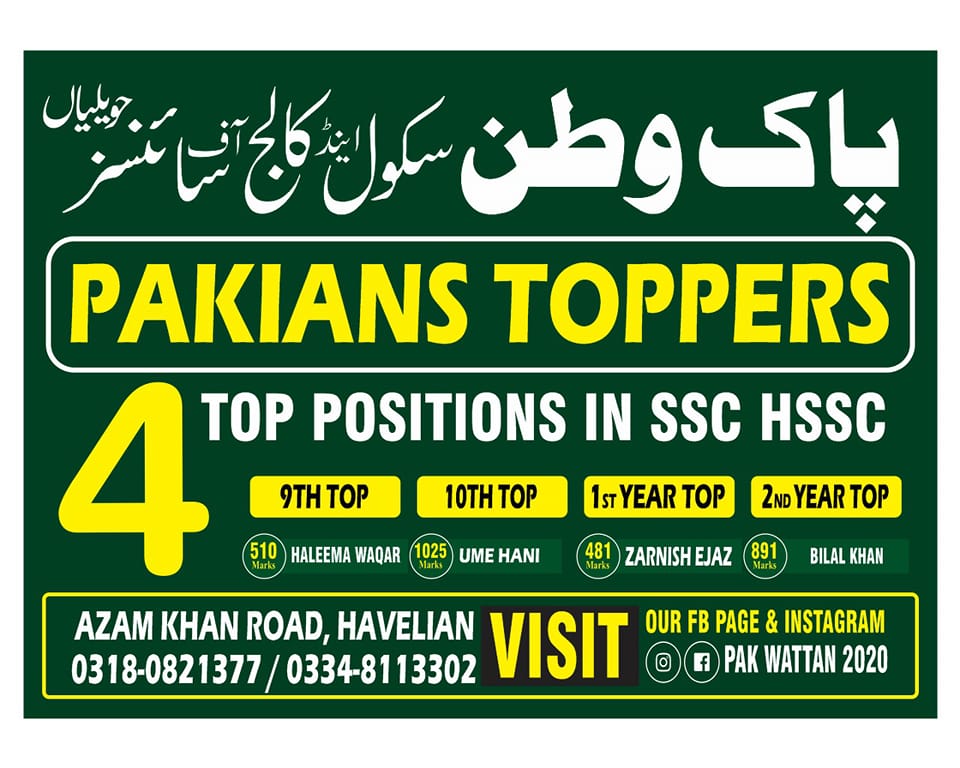 پاک وطن سکول اینڈ کالج آف سائنسز حویلیاں
PAKIANS TOPPERS
4 TOP POSITIONS IN SSC HSSC
9TH TOP
510 Marks HALEEMA WAQAR
10TH TOP
1025 Marks UME HANI
1ST YEAR TOP
481 Marks ZARNISH EJAZ
2ND YEAR TOP
891 Marks BILAL KHAN
AZAM KHAN ROAD, HAVELIAN
0318-0821377 / 0334-8113302
VISIT
OUR FB PAGE & INSTAGRAM
PAK WATTAN 2020